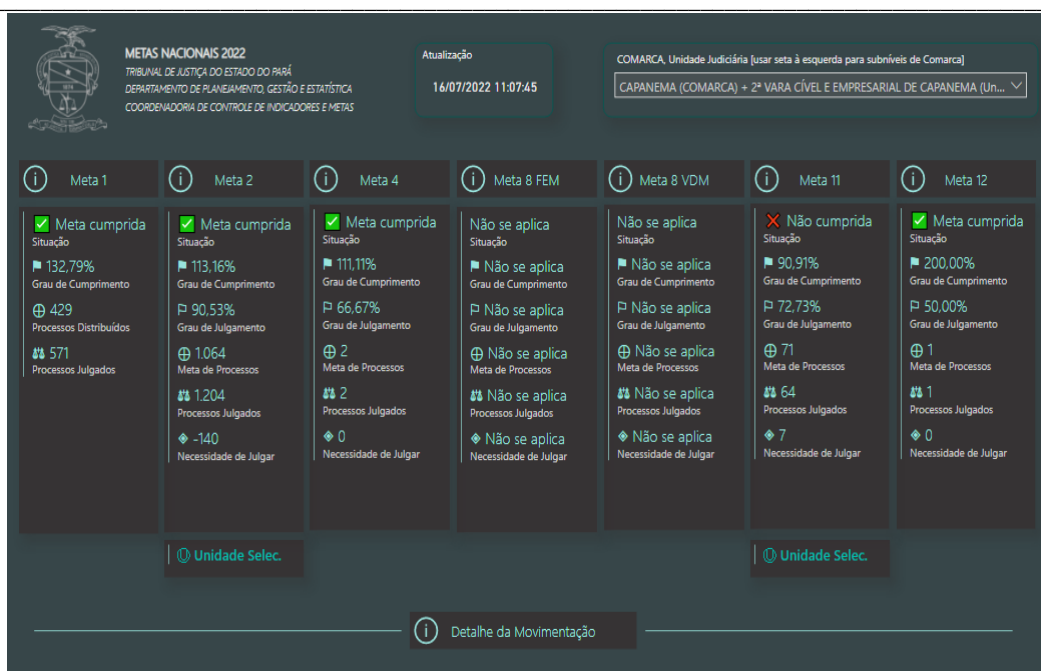 METAS NACIONAIS 2022
TRIBUNAL DE JUSTIÇA DO ESTADO DO PARÁ
DEPARTAMENTO DE PLANEJAMENTO, GESTÃO E ESTATÍSTICA
COORDENADORIA DE CONTROLE DE INDICADORES E METAS
Atualização
16/07/2022 11:07:45
COMARCA, Unidade Judiciária [usar seta à esquerda para subníveis de Comarca]
CAPANEMA (COMARCA) + 2ª VARA CÍVEL E EMPRESARIAL DE CAPANEMA (Un...
Meta 1
Meta cumprida
Situação
132,79%
Grau de Cumprimento
429
Processos Distribuídos
571
Processos Julgados
Meta 2
Meta cumprida
Situação
113,16%
Grau de Cumprimento
90,53%
Grau de Julgamento
1.064
Meta de Processos
1.204
Processos Julgados
-140
Necessidade de Julgar
Unidade Selec.
Meta 4
Meta cumprida
Situação
111,11%
Grau de Cumprimento
66,67%
Grau de Julgamento
2
Meta de Processos
2
Processos Julgados
0
Necessidade de Julgar
Meta 8 FEM
Não se aplica
Situação
Não se aplica
Grau de Cumprimento
Não se aplica
Grau de Julgamento
Não se aplica
Meta de Processos
Não se aplica
Processos Julgados
Não se aplica
Necessidade de Julgar
Meta 8 VDM
Não se aplica
Situação
Não se aplica
Grau de Cumprimento
Não se aplica
Grau de Julgamento
Não se aplica
Meta de Processos
Não se aplica
Processos Julgados
Não se aplica
Necessidade de Julgar
Meta 11
Não cumprida
Situação
90,91%
Grau de Cumprimento
72,73%
Grau de Julgamento
71
Meta de Processos
64
Processos Julgados
7
Necessidade de Julgar
Unidade Selec.
Meta 12
Meta cumprida
Situação
200,00%
Grau de Cumprimento
50,00%
Grau de Julgamento
1
Meta de Processos
1
Processos Julgados
0
Necessidade de Julgar
Detalhe da Movimentação